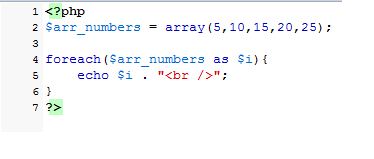 1 <?php
2 $arr_numbers = array(5,10,15,20,25);
3
4 foreach($arr_numbers as $i){
5     echo $i . "<br />";
6 }
7 ?>